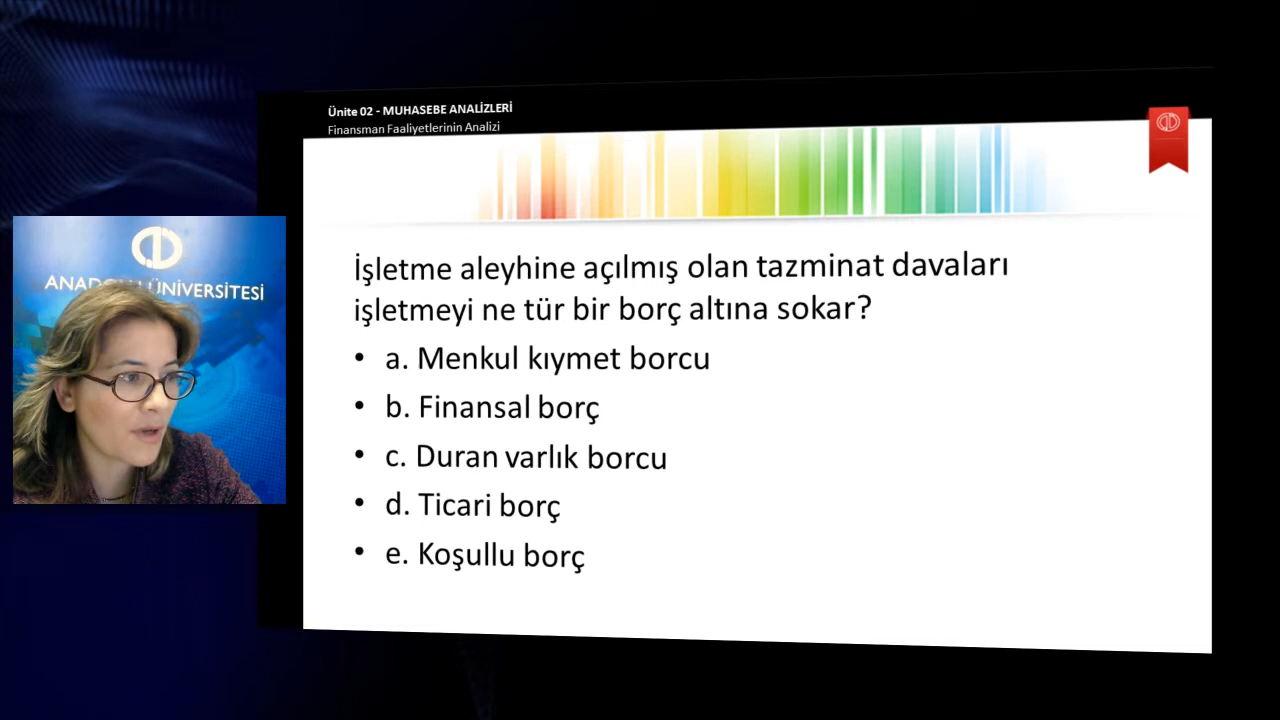 Ünite 02 - MUHASEBE ANALİZLERİ
Finansman Faaliyetlerinin Analizi
ANADOLU ÜNİVERSİTESİ
İşletme aleyhine açılmış olan tazminat davaları
işletmeyi ne tür bir borç altına sokar?
• a. Menkul kıymet borcu
• b. Finansal borç
• c. Duran varlık borcu
• d. Ticari borç
• e. Koşullu borç